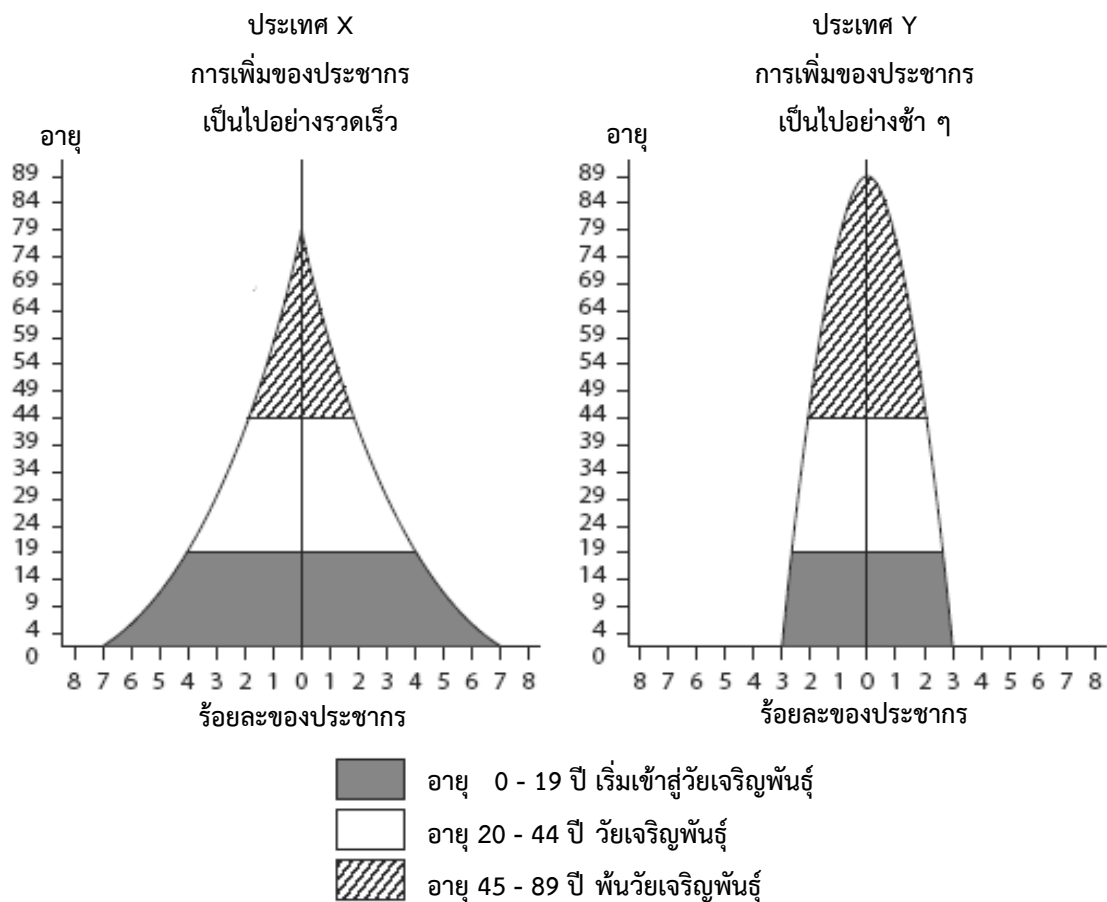 ประเทศ X
การเพิ่มของประชากร
เป็นไปอย่างรวดเร็ว
อายุ
89
84
79
74
69
64
59
54
49
44
39
34
29
24
19
14
9
4
0
8 7 6 5 4 3 2 1 0 1 2 3 4 5 6 7 8
ร้อยละของประชากร
ประเทศ Y
การเพิ่มของประชากร
เป็นไปอย่างช้า ๆ
อายุ
89
84
79
74
69
64
59
54
49
44
39
34
29
24
19
14
9
4
0
8 7 6 5 4 3 2 1 0 1 2 3 4 5 6 7 8
ร้อยละของประชากร
อายุ 0 - 19 ปี เริ่มเข้าสู่วัยเจริญพันธุ์
อายุ 20 - 44 ปี วัยเจริญพันธุ์
อายุ 45 - 89 ปี พ้นวัยเจริญพันธุ์